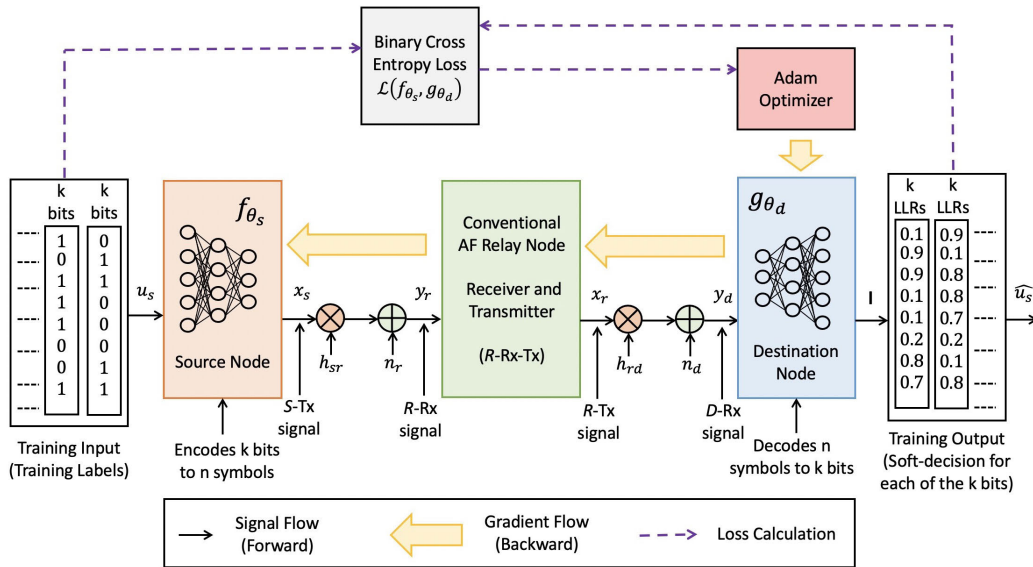 Binary Cross
Entropy Loss
ℒ(f_θs, g_θd)
Adam
Optimizer
k
bits
k
bits
1
0
1
1
1
0
0
1
0
1
1
0
0
0
1
1
Training Input
(Training Labels)
u_s
f_θs
Source Node
Encodes k bits
to n symbols
x_s
h_sr
S-Tx
signal
n_r
y_r
R-Rx
signal
Conventional
AF Relay Node
Receiver and
Transmitter
(R-Rx-Tx)
x_r
h_rd
R-Tx
signal
n_d
y_d
D-Rx
signal
g_θd
Destination
Node
Decodes n
symbols to k bits
l
k
LLRs
k
LLRs
0.1
0.9
0.9
0.1
0.1
0.2
0.8
0.7
0.9
0.1
0.8
0.8
0.7
0.2
0.1
0.8
Training Output
(Soft-decision for
each of the k bits)
û_s
Signal Flow
(Forward)
Gradient Flow
(Backward)
Loss Calculation